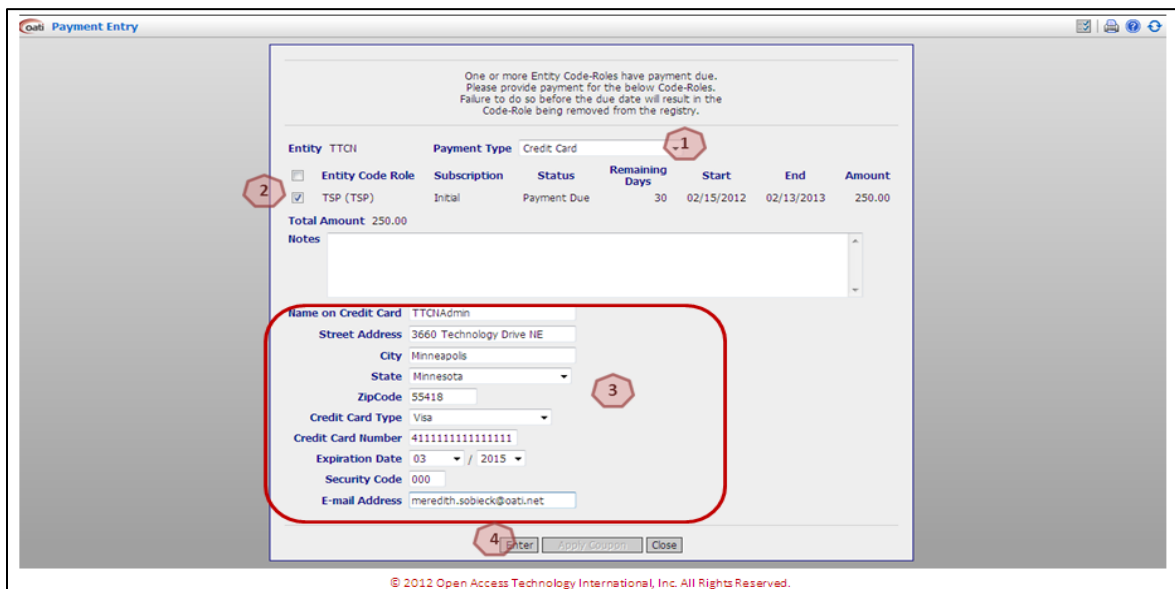 oati Payment Entry
One or more Entity Code-Roles have payment due.
Please provide payment for the below Code-Roles.
Failure to do so before the due date will result in the
Code-Role being removed from the registry.
Entity TTCN Payment Type Credit Card 1
Entity Code Role Subscription Status Remaining Days Start End Amount
2 TSP (TSP) Initial Payment Due 30 02/15/2012 02/13/2013 250.00
Total Amount 250.00
Notes
Name on Credit Card TTCNAdmin
Street Address 3660 Technology Drive NE
City Minneapolis
State Minnesota
3
ZipCode 55418
Credit Card Type Visa
Credit Card Number 4111111111111111
Expiration Date 03 / 2015
Security Code 000
E-mail Address meredith.sobieck@oati.net
4 Enter Apply Coupon Close
© 2012 Open Access Technology International, Inc. All Rights Reserved.